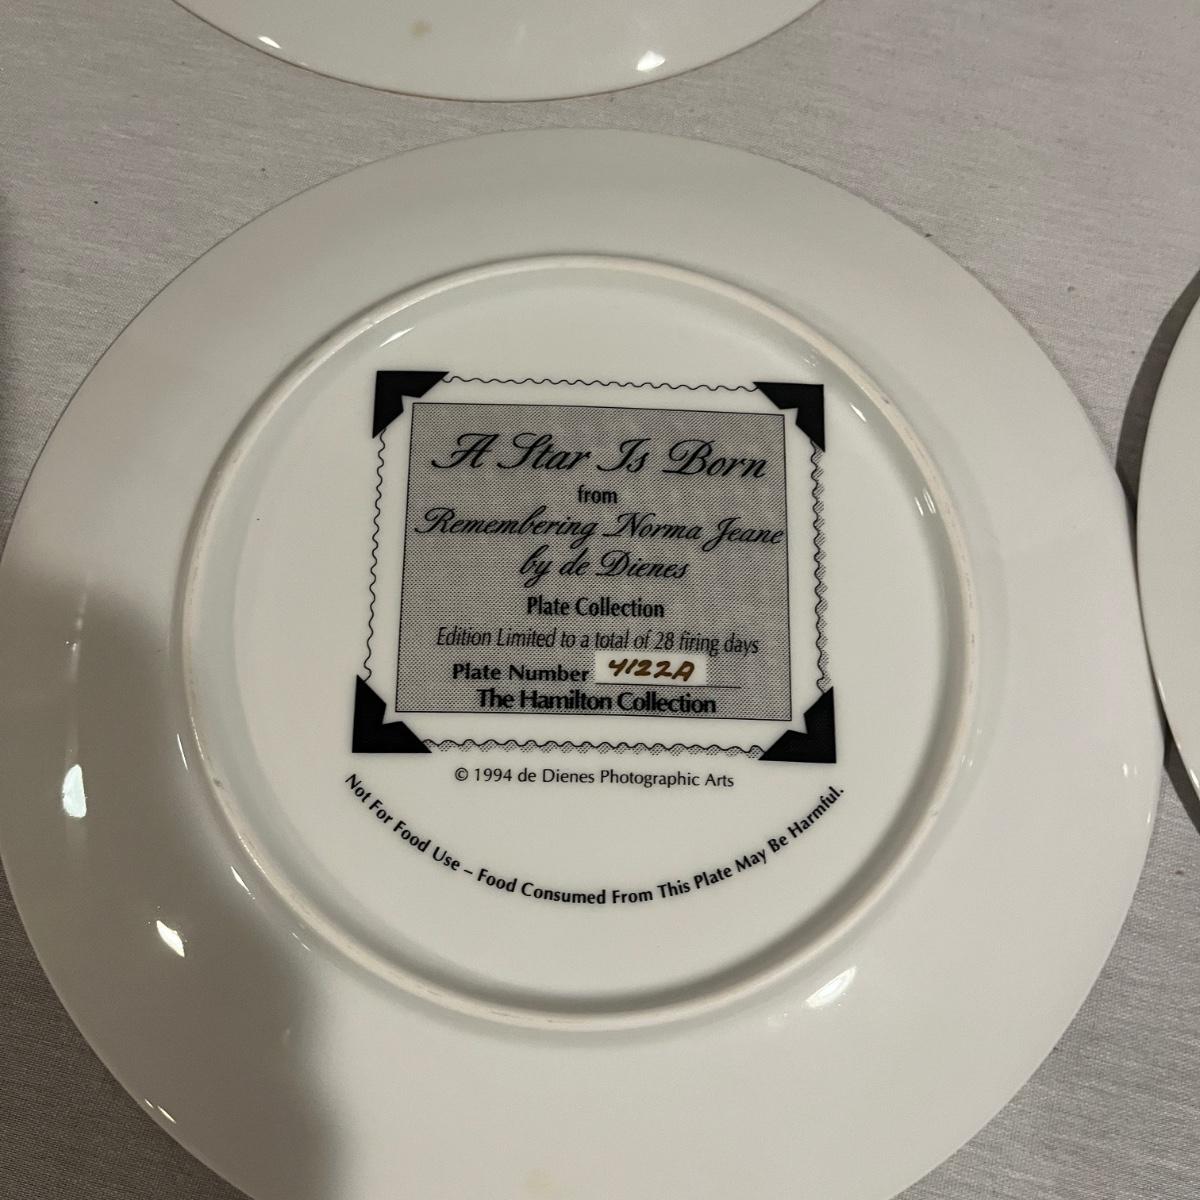 A Star Is Born
from
Remembering Norma Jeane
by de Dienes
Plate Collection
Edition Limited to a total of 28 firing days
Plate Number 4122A
The Hamilton Collection
© 1994 de Dienes Photographic Arts
Not For Food Use – Food Consumed From This Plate May Be Harmful.